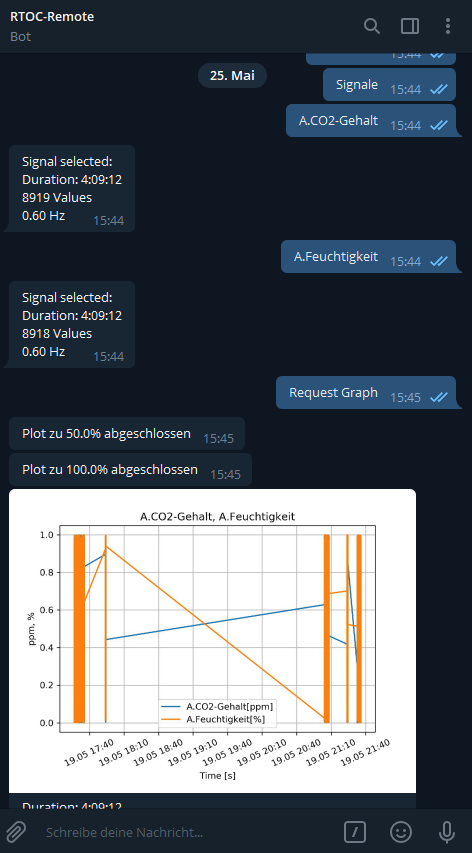 RTOC-Remote
Bot
15:44
25. Mai
Signale 15:44
A.CO2-Gehalt 15:44
Signal selected:
Duration: 4:09:12
8919 Values
0.60 Hz 15:44
A.Feuchtigkeit 15:44
Signal selected:
Duration: 4:09:12
8918 Values
0.60 Hz 15:44
Request Graph 15:45
Plot zu 50.0% abgeschlossen 15:45
Plot zu 100.0% abgeschlossen 15:45
A.CO2-Gehalt, A.Feuchtigkeit
1.0
0.8
0.6
0.4
0.2
0.0
ppm, %
A.CO2-Gehalt[ppm]
A.Feuchtigkeit[%]
19.05 17:40
19.05 18:10
19.05 18:40
19.05 19:10
19.05 19:40
19.05 20:10
19.05 20:40
19.05 21:10
19.05 21:40
Time [s]
Duration: 4:09:12
Schreibe deine Nachricht...